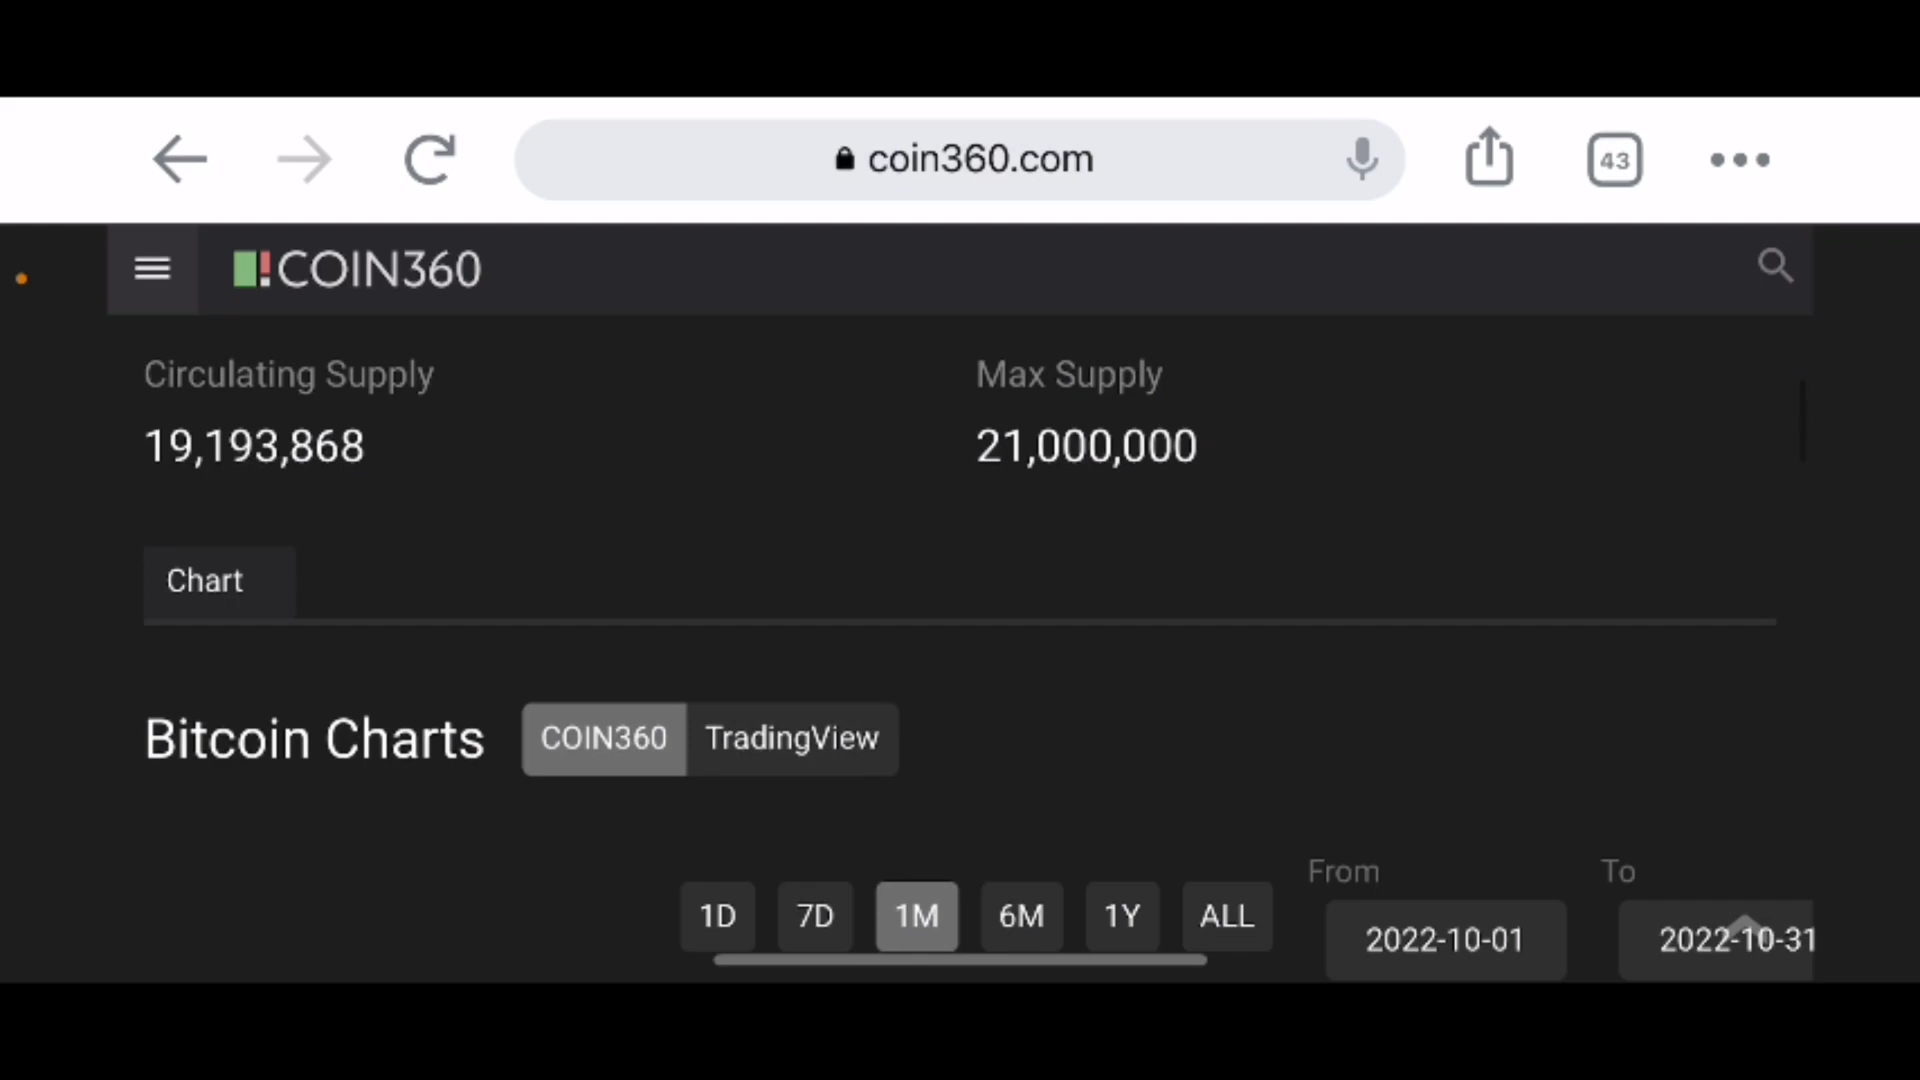 coin360.com
43
COIN360
Circulating Supply
19,193,868
Max Supply
21,000,000
Chart
Bitcoin Charts
COIN360 TradingView
1D 7D 1M 6M 1Y ALL
From
2022-10-01
To
2022-10-31